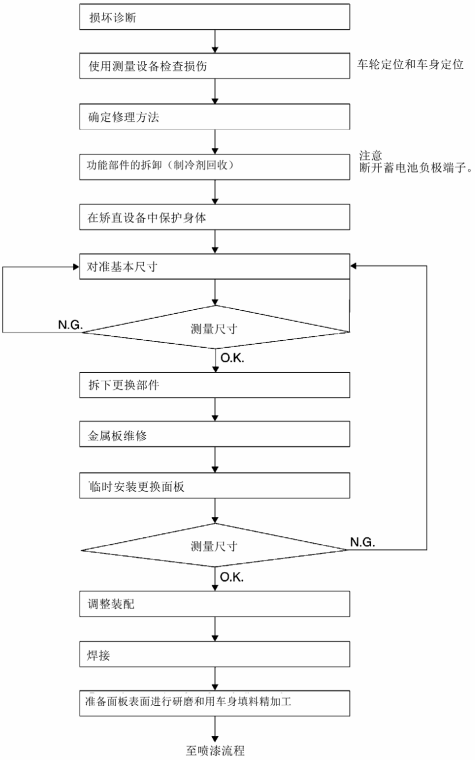 损坏诊断
使用测量设备检查损伤
车轮定位和车身定位
确定修理方法
功能部件的拆卸（制冷剂回收）
注意
断开蓄电池负极端子。
在矫直设备中保护身体
对准基本尺寸
N.G.
测量尺寸
O.K.
拆下更换部件
金属板维修
临时安装更换面板
测量尺寸
N.G.
O.K.
调整装配
焊接
准备面板表面进行研磨和用车身填料精加工
至喷漆流程